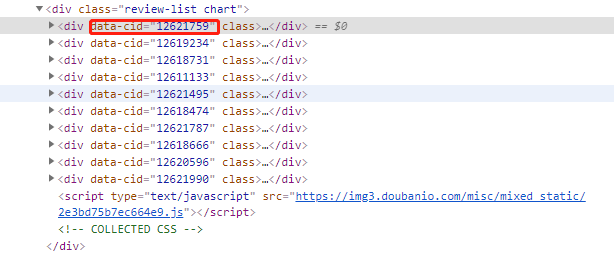 ▼<div class="review-list chart">
▶<div data-cid="12621759" class>…</div> == $0
▶<div data-cid="12619234" class>…</div>
▶<div data-cid="12618731" class>…</div>
▶<div data-cid="12611133" class>…</div>
▶<div data-cid="12621495" class>…</div>
▶<div data-cid="12618474" class>…</div>
▶<div data-cid="12621787" class>…</div>
▶<div data-cid="12618666" class>…</div>
▶<div data-cid="12620596" class>…</div>
▶<div data-cid="12621990" class>…</div>
<script type="text/javascript" src="https://img3.doubanio.com/misc/mixed_static/
2e3bd75b7ec664e9.js"></script>
<!-- COLLECTED CSS -->
</div>